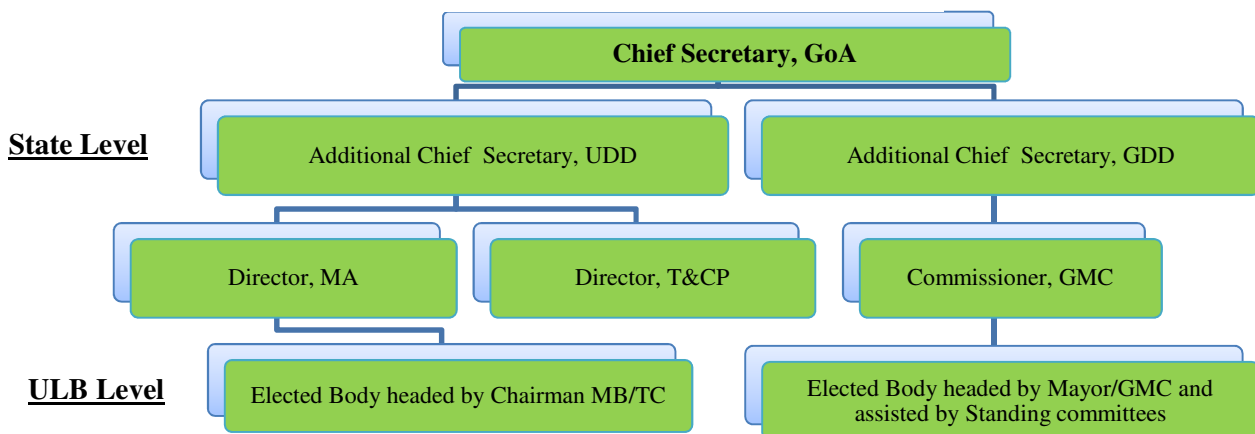 Chief Secretary, GoA
State Level
Additional Chief Secretary, UDD
Additional Chief Secretary, GDD
Director, MA
Director, T&CP
Commissioner, GMC
ULB Level
Elected Body headed by Chairman MB/TC
Elected Body headed by Mayor/GMC and
assisted by Standing committees